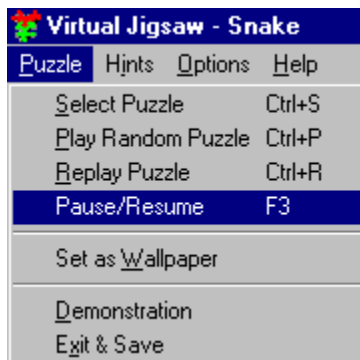 Virtual Jigsaw - Snake
Puzzle Hints Options Help
Select Puzzle Ctrl+S
Play Random Puzzle Ctrl+P
Replay Puzzle Ctrl+R
Pause/Resume F3
Set as Wallpaper
Demonstration
Exit & Save